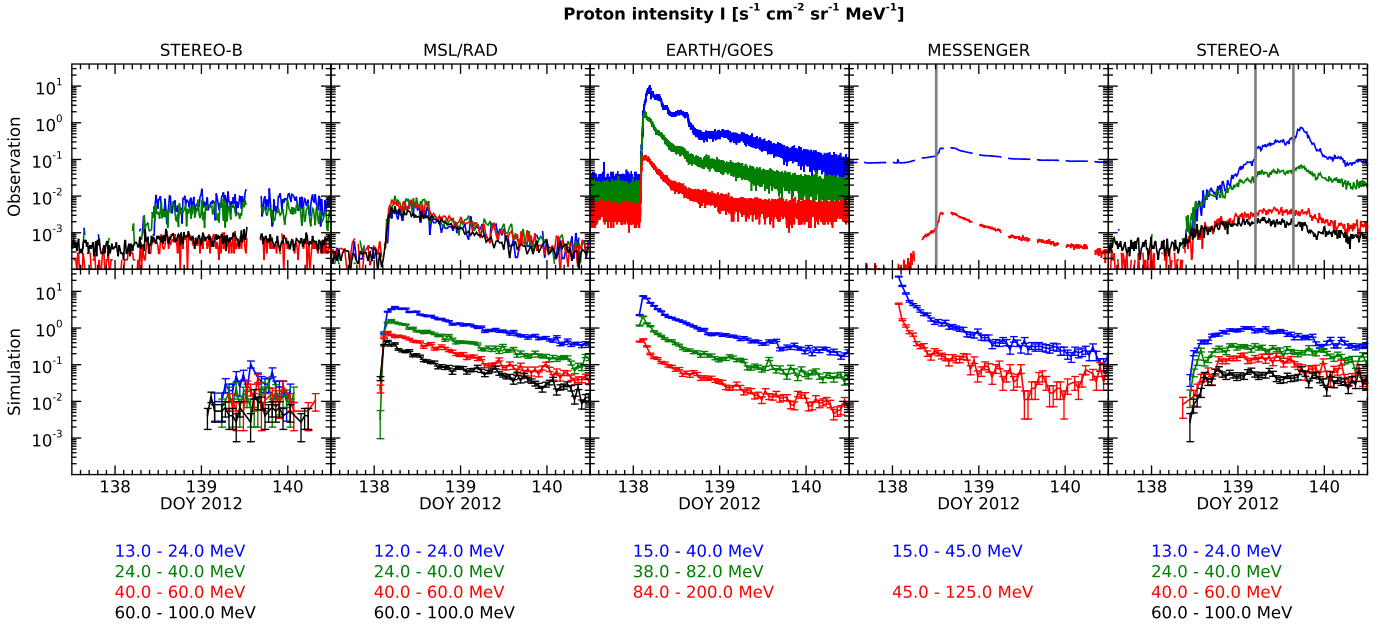 Proton intensity I [s⁻¹ cm⁻² sr⁻¹ MeV⁻¹]
STEREO-B MSL/RAD EARTH/GOES MESSENGER STEREO-A
Observation
10¹
10⁰
10⁻¹
10⁻²
10⁻³
Simulation
10¹
10⁰
10⁻¹
10⁻²
10⁻³
138 139 140 138 139 140 138 139 140 138 139 140 138 139 140
DOY 2012 DOY 2012 DOY 2012 DOY 2012 DOY 2012
13.0 - 24.0 MeV 12.0 - 24.0 MeV 15.0 - 40.0 MeV 15.0 - 45.0 MeV 13.0 - 24.0 MeV
24.0 - 40.0 MeV 24.0 - 40.0 MeV 38.0 - 82.0 MeV 24.0 - 40.0 MeV
40.0 - 60.0 MeV 40.0 - 60.0 MeV 84.0 - 200.0 MeV 45.0 - 125.0 MeV 40.0 - 60.0 MeV
60.0 - 100.0 MeV 60.0 - 100.0 MeV 60.0 - 100.0 MeV